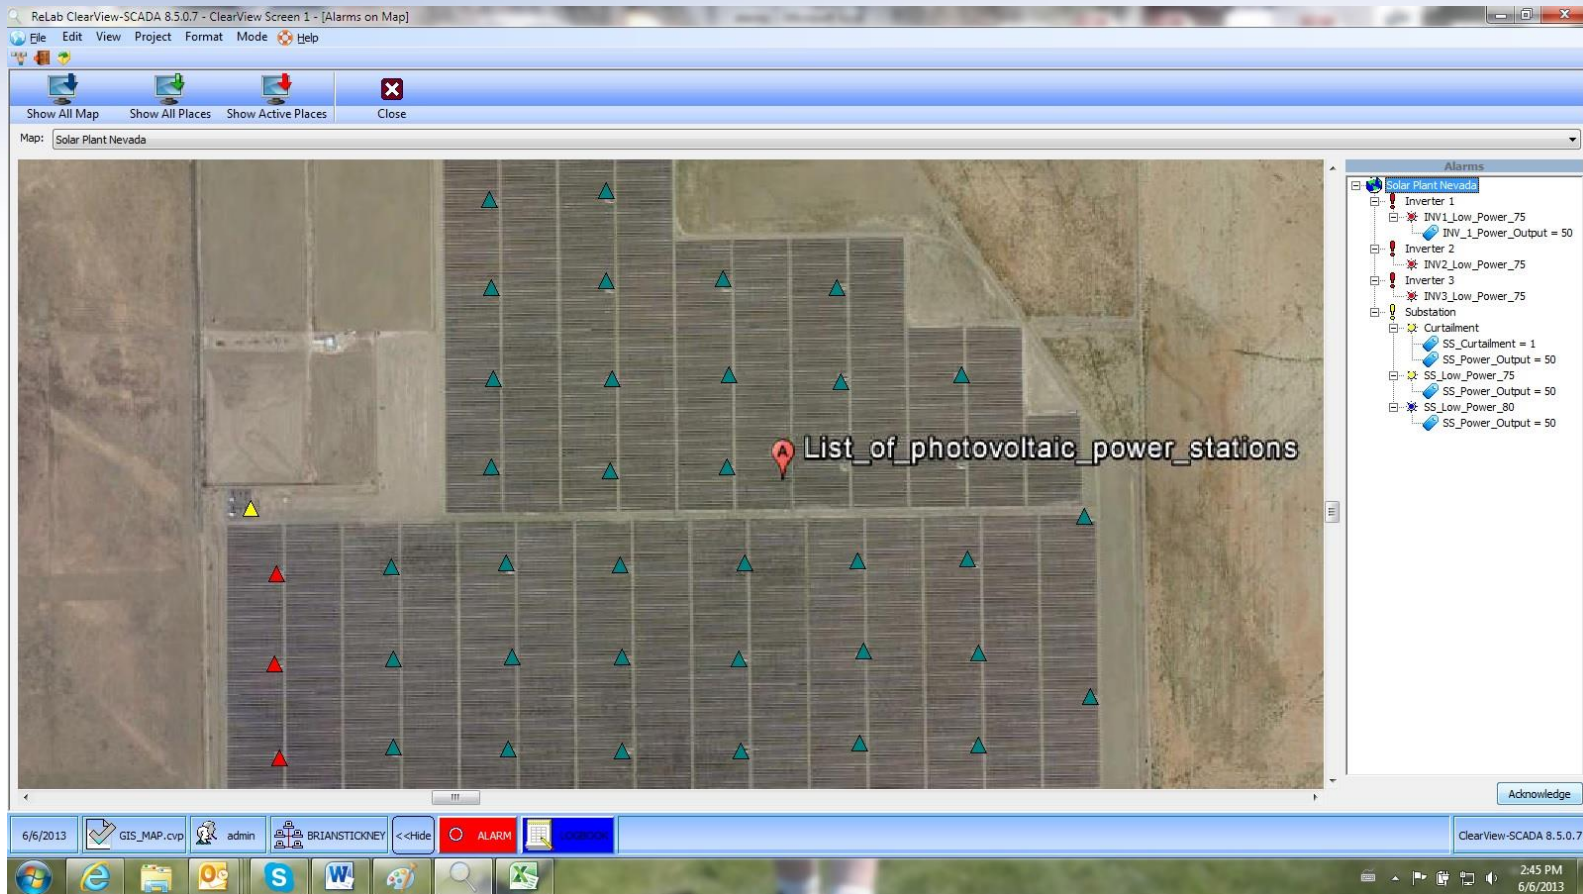 ReLab ClearView-SCADA 8.5.0.7 - ClearView Screen 1 - [Alarms on Map]
File Edit View Project Format Mode Help
Show All Map Show All Places Show Active Places Close
Map: Solar Plant Nevada
Alarms
Solar Plant Nevada
Inverter 1
INV1_Low_Power_75
INV_1_Power_Output = 50
Inverter 2
INV2_Low_Power_75
Inverter 3
INV3_Low_Power_75
Substation
Curtailment
SS_Curtailment = 1
SS_Power_Output = 50
SS_Low_Power_75
SS_Power_Output = 50
SS_Low_Power_80
SS_Power_Output = 50
A List_of_photovoltaic_power_stations
Acknowledge
6/6/2013 GIS_MAP.cvp admin BRIANSTICKNEY <<Hide ALARM LOGBOOK ClearView-SCADA 8.5.0.7
2:45 PM
6/6/2013